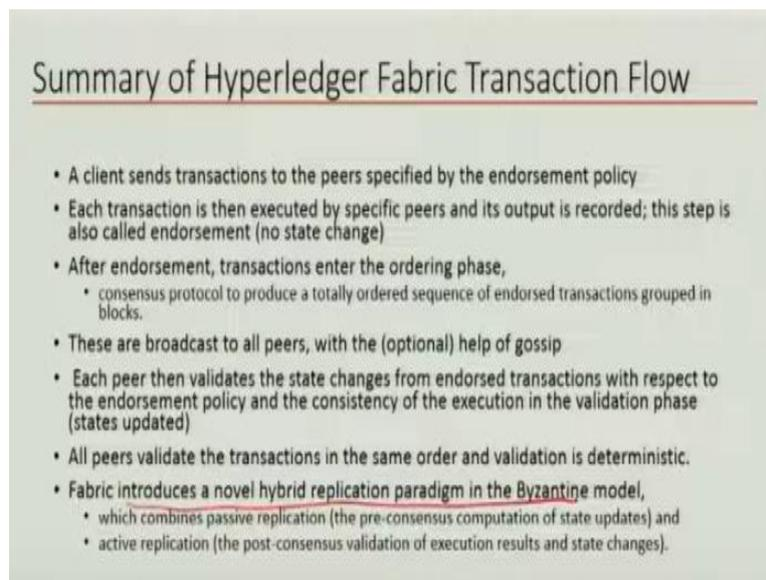 Summary of Hyperledger Fabric Transaction Flow
• A client sends transactions to the peers specified by the endorsement policy
• Each transaction is then executed by specific peers and its output is recorded; this step is
also called endorsement (no state change)
• After endorsement, transactions enter the ordering phase,
• consensus protocol to produce a totally ordered sequence of endorsed transactions grouped in
blocks.
• These are broadcast to all peers, with the (optional) help of gossip
• Each peer then validates the state changes from endorsed transactions with respect to
the endorsement policy and the consistency of the execution in the validation phase
(states updated)
• All peers validate the transactions in the same order and validation is deterministic.
• Fabric introduces a novel hybrid replication paradigm in the Byzantine model,
• which combines passive replication (the pre-consensus computation of state updates) and
• active replication (the post-consensus validation of execution results and state changes).